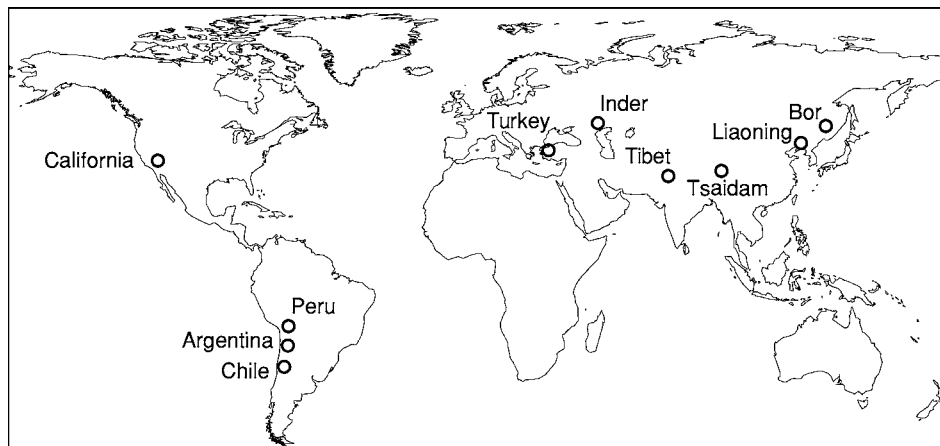 Inder
Bor
Turkey
Liaoning
California
Tibet
Tsaidam
Peru
Argentina
Chile